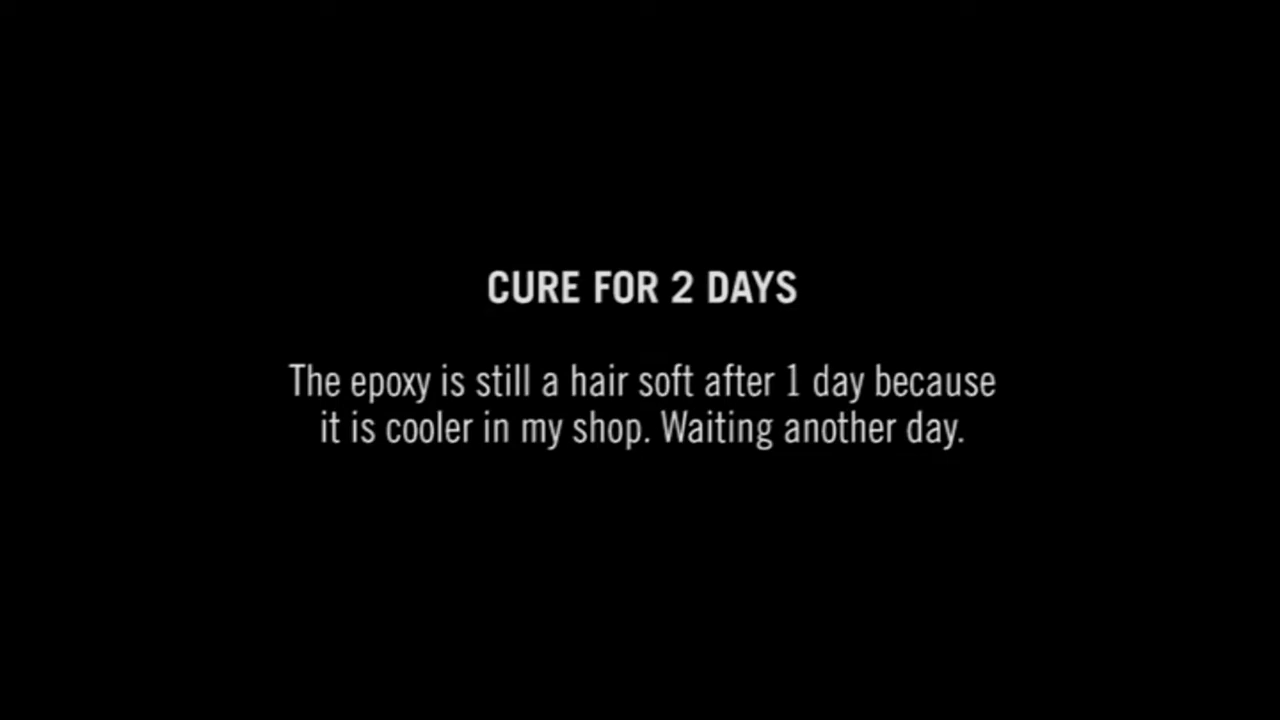 CURE FOR 2 DAYS
The epoxy is still a hair soft after 1 day because
it is cooler in my shop. Waiting another day.